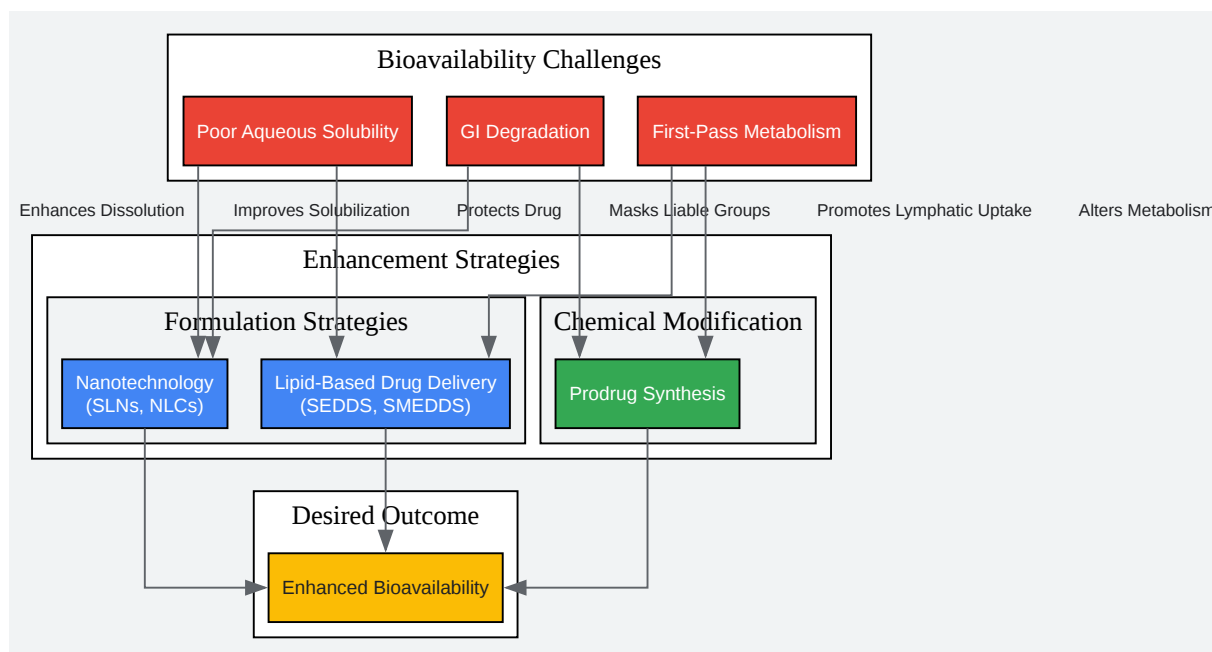 Bioavailability Challenges
Poor Aqueous Solubility
GI Degradation
First-Pass Metabolism
Enhances Dissolution
Improves Solubilization
Protects Drug
Masks Liable Groups
Promotes Lymphatic Uptake
Alters Metabolism
Enhancement Strategies
Formulation Strategies
Chemical Modification
Nanotechnology
(SLNs, NLCs)
Lipid-Based Drug Delivery
(SEDDS, SMEDDS)
Prodrug Synthesis
Desired Outcome
Enhanced Bioavailability